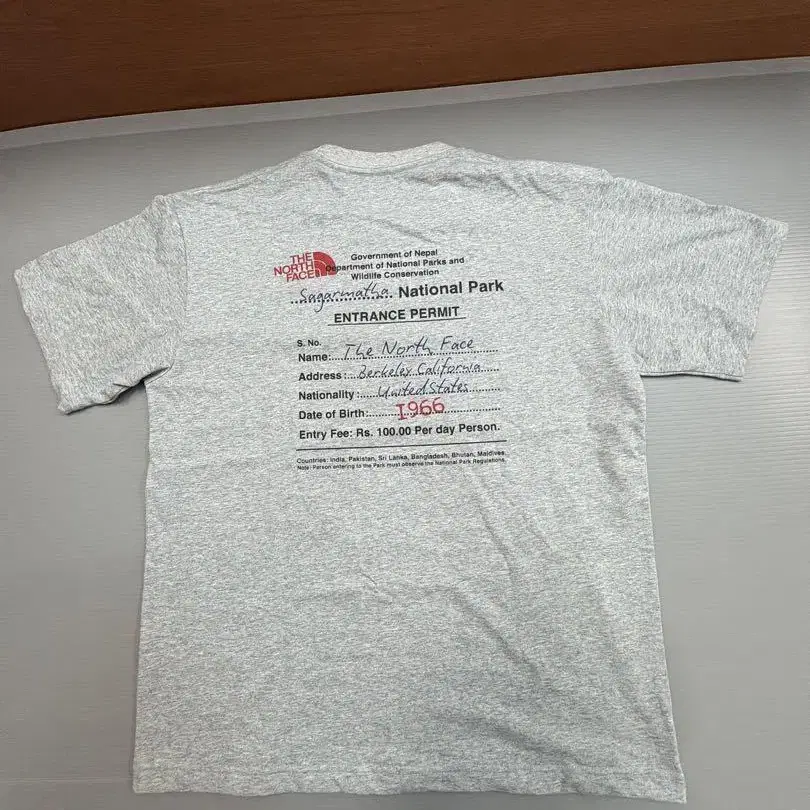 THE
NORTH
FACE
Government of Nepal
Department of National Parks and
Wildlife Conservation
Sagarmatha National Park
ENTRANCE PERMIT
S. No.
Name: The North Face
Address: Berkeley California
Nationality: United States
Date of Birth: 1966
Entry Fee: Rs. 100.00 Per day Person.
Countries: India, Pakistan, Sri Lanka, Bangladesh, Bhutan, Maldives
Note: Person entering to the Park must observe the National Park Regulations.